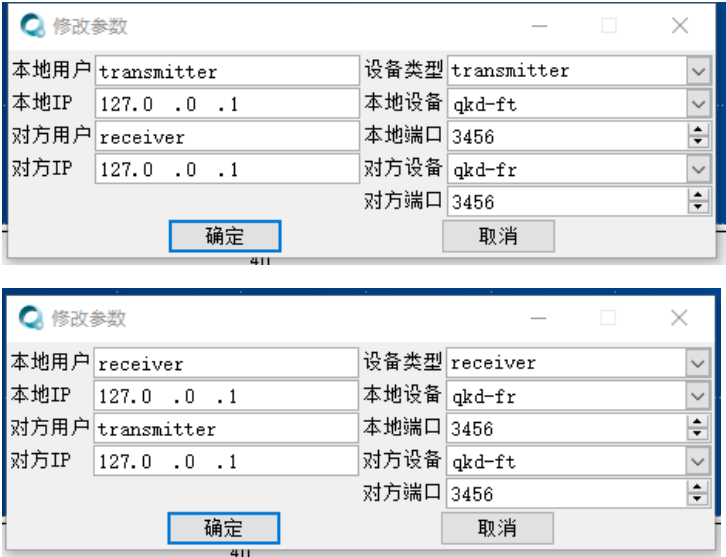 修改参数
本地用户 transmitter 设备类型 transmitter
本地IP 127.0 .0 .1 本地设备 qkd-ft
对方用户 receiver 本地端口 3456
对方IP 127.0 .0 .1 对方设备 qkd-fr
对方端口 3456
确定 取消
修改参数
本地用户 receiver 设备类型 receiver
本地IP 127.0 .0 .1 本地设备 qkd-fr
对方用户 transmitter 本地端口 3456
对方IP 127.0 .0 .1 对方设备 qkd-ft
对方端口 3456
确定 取消